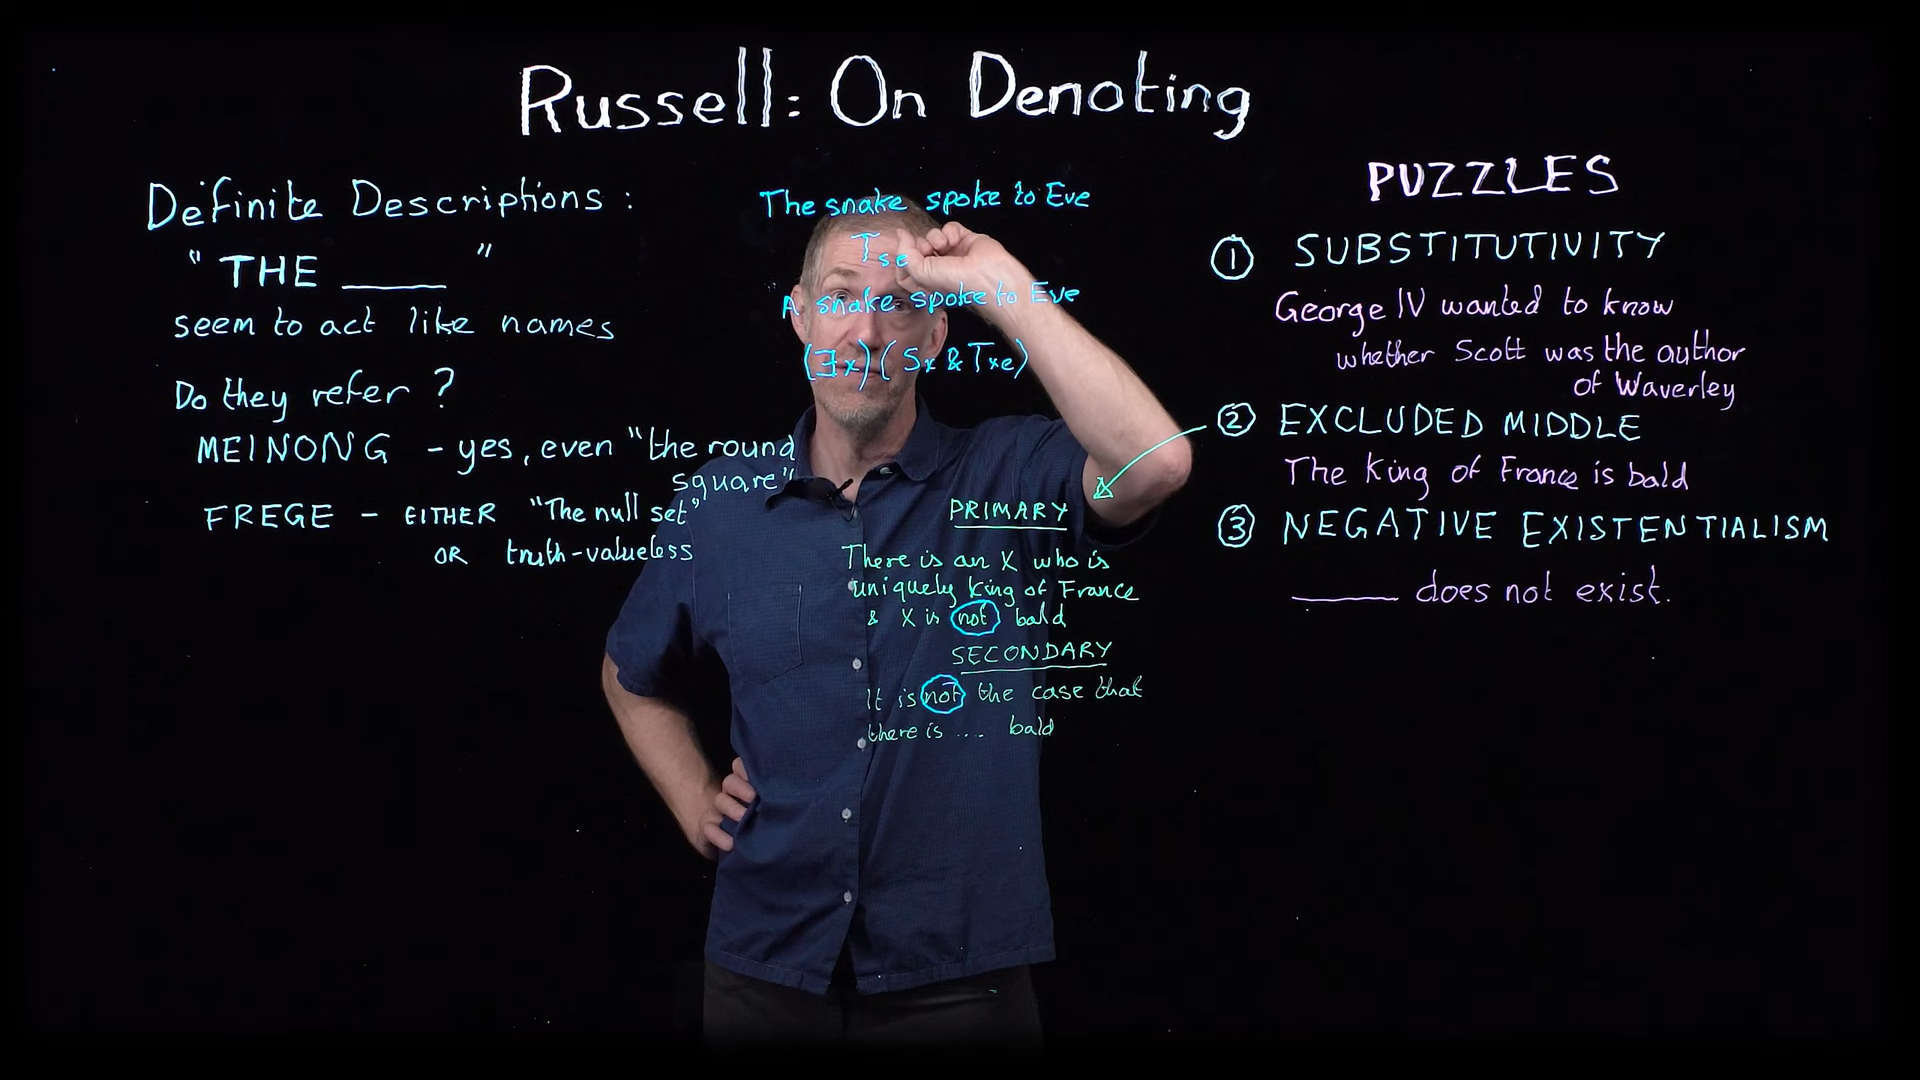 Russell: On Denoting
Definite Descriptions :
"THE ____"
seem to act like names
Do they refer ?
MEINONG - yes, even "the round
square"
FREGE - EITHER "The null set"
OR truth-valueless
The snake spoke to Eve
Tse
A snake spoke to Eve
(∃x)(Sx & Txe)
PRIMARY
There is an X who is
uniquely King of France
& X is not bald
SECONDARY
It is not the case that
there is .... bald
PUZZLES
① SUBSTITUTIVITY
George IV wanted to know
whether Scott was the author
of Waverley
② EXCLUDED MIDDLE
The King of France is bald
③ NEGATIVE EXISTENTIALISM
____ does not exist.